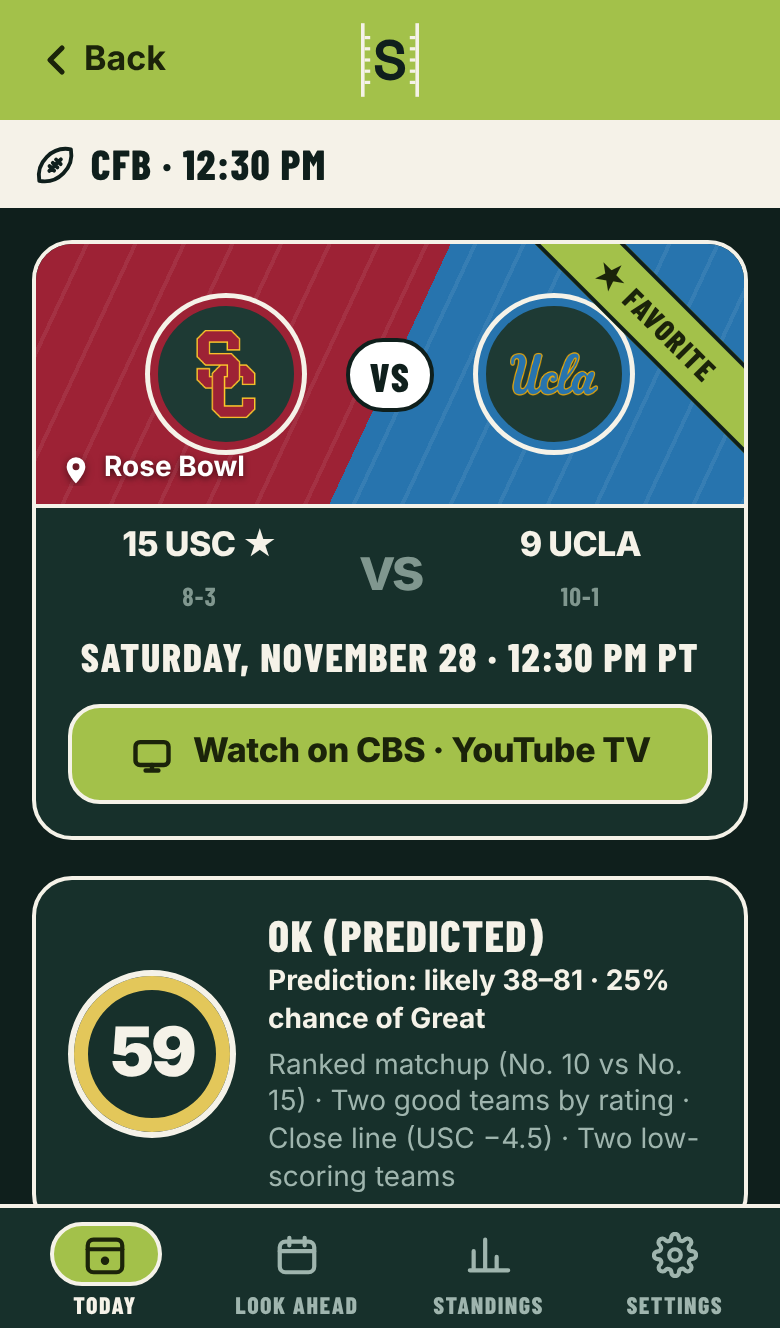 Back
S
CFB · 12:30 PM
★ FAVORITE
SC
VS
Ucla
Rose Bowl
15 USC ★
VS
9 UCLA
8-3
10-1
SATURDAY, NOVEMBER 28 · 12:30 PM PT
Watch on CBS · YouTube TV
OK (PREDICTED)
Prediction: likely 38–81 · 25%
chance of Great
59
Ranked matchup (No. 10 vs No.
15) · Two good teams by rating ·
Close line (USC −4.5) · Two low-
scoring teams
TODAY
LOOK AHEAD
STANDINGS
SETTINGS